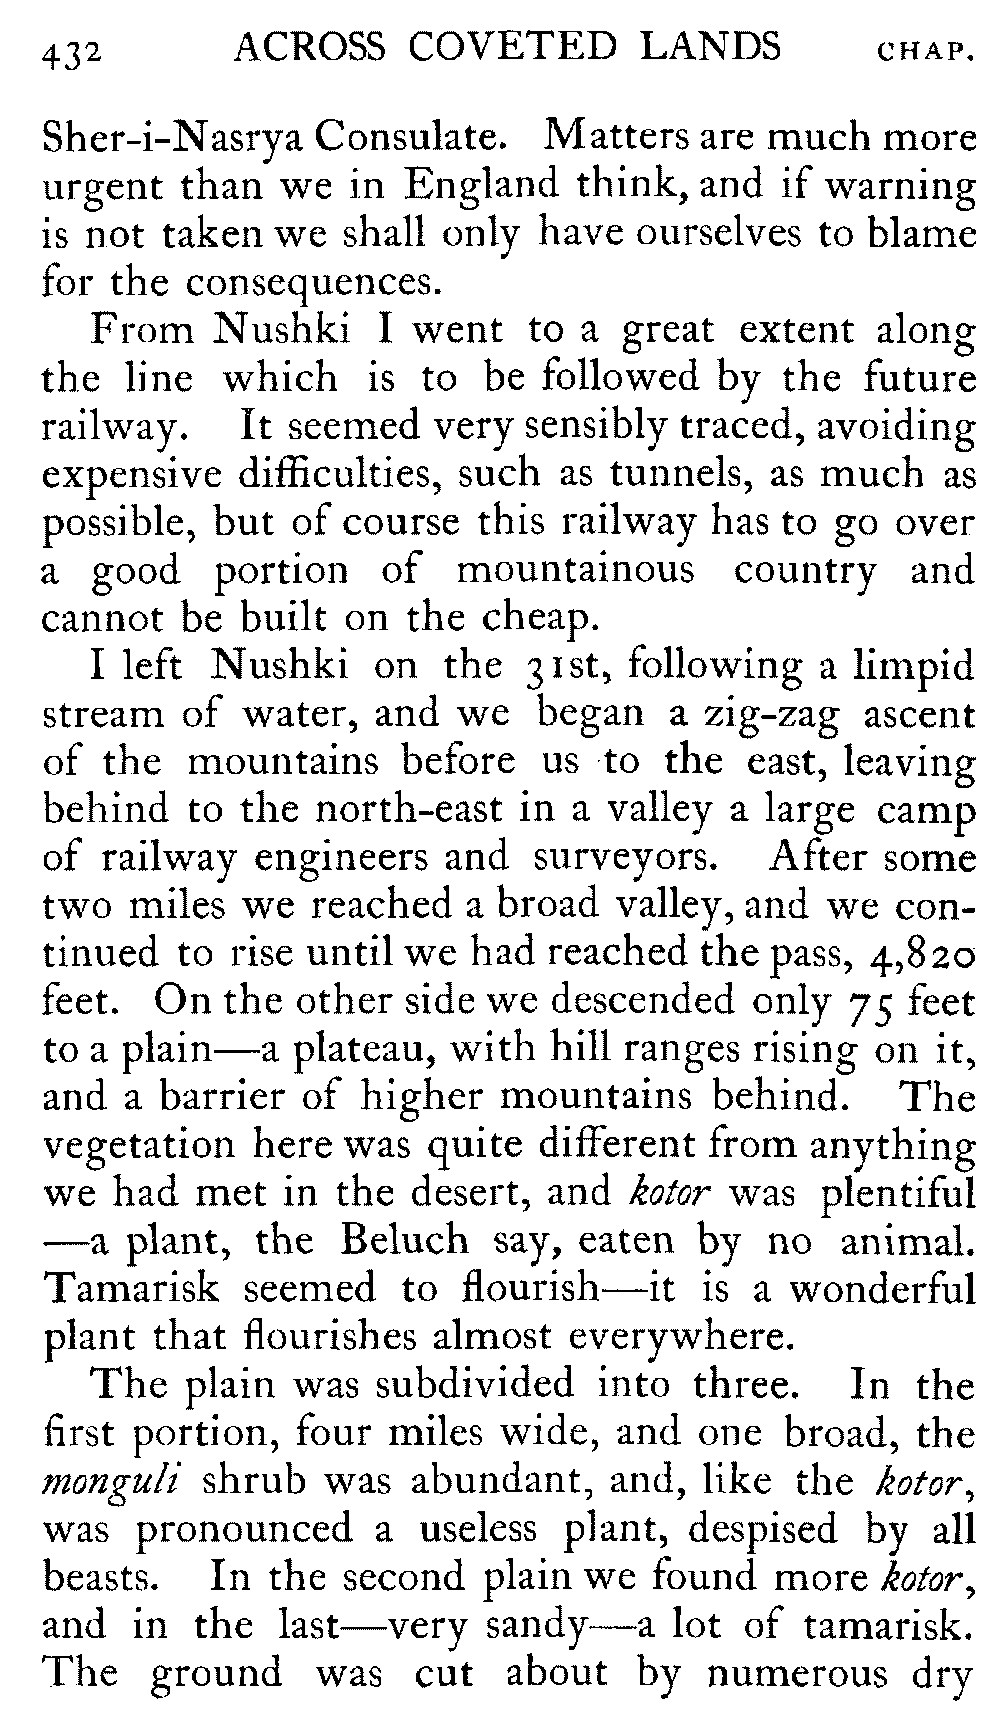 432 ACROSS COVETED LANDS CHAP.
Sher-i-Nasrya Consulate. Matters are much more
urgent than we in England think, and if warning
is not taken we shall only have ourselves to blame
for the consequences.
From Nushki I went to a great extent along
the line which is to be followed by the future
railway. It seemed very sensibly traced, avoiding
expensive difficulties, such as tunnels, as much as
possible, but of course this railway has to go over
a good portion of mountainous country and
cannot be built on the cheap.
I left Nushki on the 31st, following a limpid
stream of water, and we began a zig-zag ascent
of the mountains before us to the east, leaving
behind to the north-east in a valley a large camp
of railway engineers and surveyors. After some
two miles we reached a broad valley, and we con-
tinued to rise until we had reached the pass, 4,820
feet. On the other side we descended only 75 feet
to a plain—a plateau, with hill ranges rising on it,
and a barrier of higher mountains behind. The
vegetation here was quite different from anything
we had met in the desert, and kotor was plentiful
—a plant, the Beluch say, eaten by no animal.
Tamarisk seemed to flourish—it is a wonderful
plant that flourishes almost everywhere.
The plain was subdivided into three. In the
first portion, four miles wide, and one broad, the
monguli shrub was abundant, and, like the kotor,
was pronounced a useless plant, despised by all
beasts. In the second plain we found more kotor,
and in the last—very sandy—a lot of tamarisk.
The ground was cut about by numerous dry